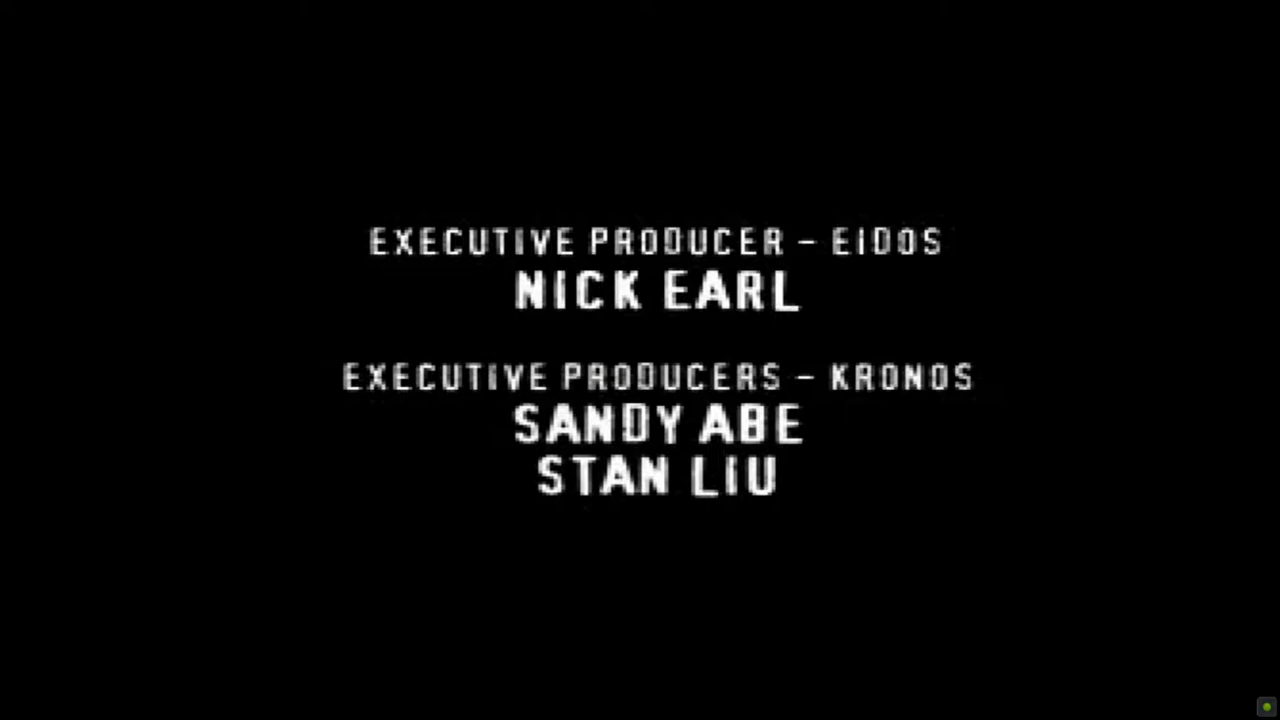 EXECUTIVE PRODUCER – EIDOS
NICK EARL
EXECUTIVE PRODUCERS – KRONOS
SANDY ABE
STAN LIU